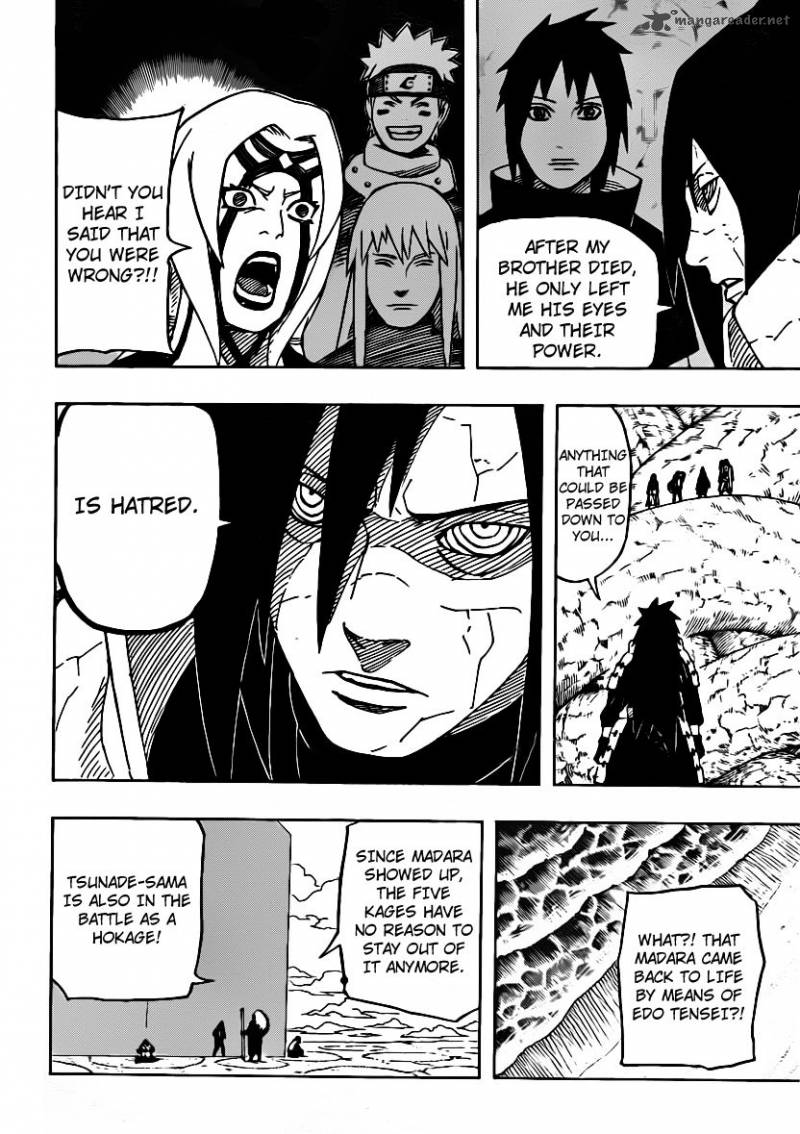 mangareader.net
AFTER MY
BROTHER DIED,
HE ONLY LEFT
ME HIS EYES
AND THEIR
POWER.
DIDN'T YOU
HEAR I
SAID THAT
YOU WERE
WRONG?!!
ANYTHING
THAT
COULD BE
PASSED
DOWN TO
YOU...
IS HATRED.
WHAT?! THAT
MADARA CAME
BACK TO LIFE
BY MEANS OF
EDO TENSEI?!
SINCE MADARA
SHOWED UP,
THE FIVE
KAGES HAVE
NO REASON TO
STAY OUT OF
IT ANYMORE.
TSUNADE-SAMA
IS ALSO IN THE
BATTLE AS A
HOKAGE!